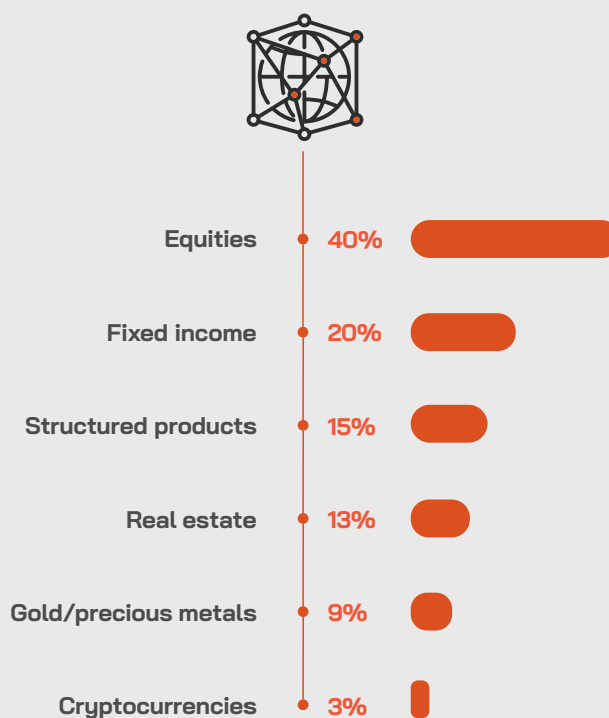 Equities 40%
Fixed income 20%
Structured products 15%
Real estate 13%
Gold/precious metals 9%
Cryptocurrencies 3%